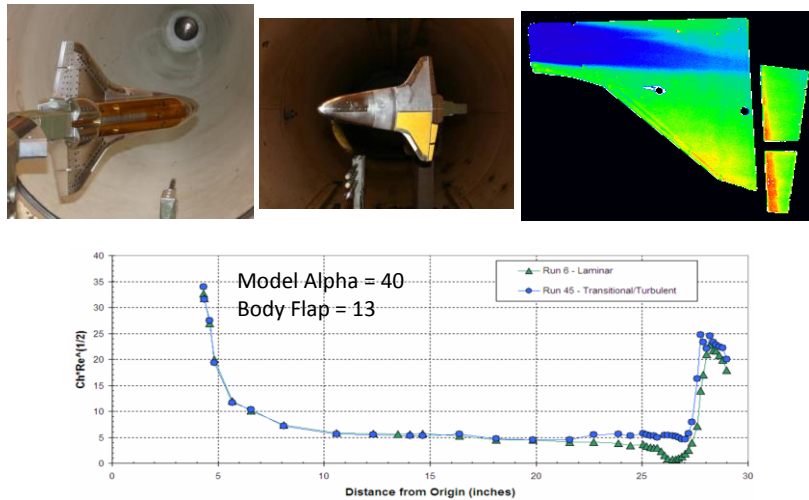 40
35
30
25
20
15
10
5
0
Ch*Re^(1/2)
Model Alpha = 40
Body Flap = 13
Run 6 - Laminar
Run 45 - Transitional/Turbulent
0 5 10 15 20 25 30
Distance from Origin (inches)